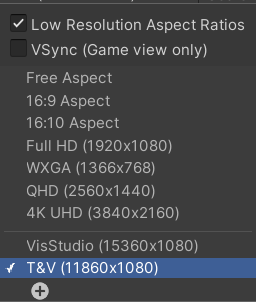 Low Resolution Aspect Ratios
VSync (Game view only)
Free Aspect
16:9 Aspect
16:10 Aspect
Full HD (1920x1080)
WXGA (1366x768)
QHD (2560x1440)
4K UHD (3840x2160)
VisStudio (15360x1080)
T&V (11860x1080)